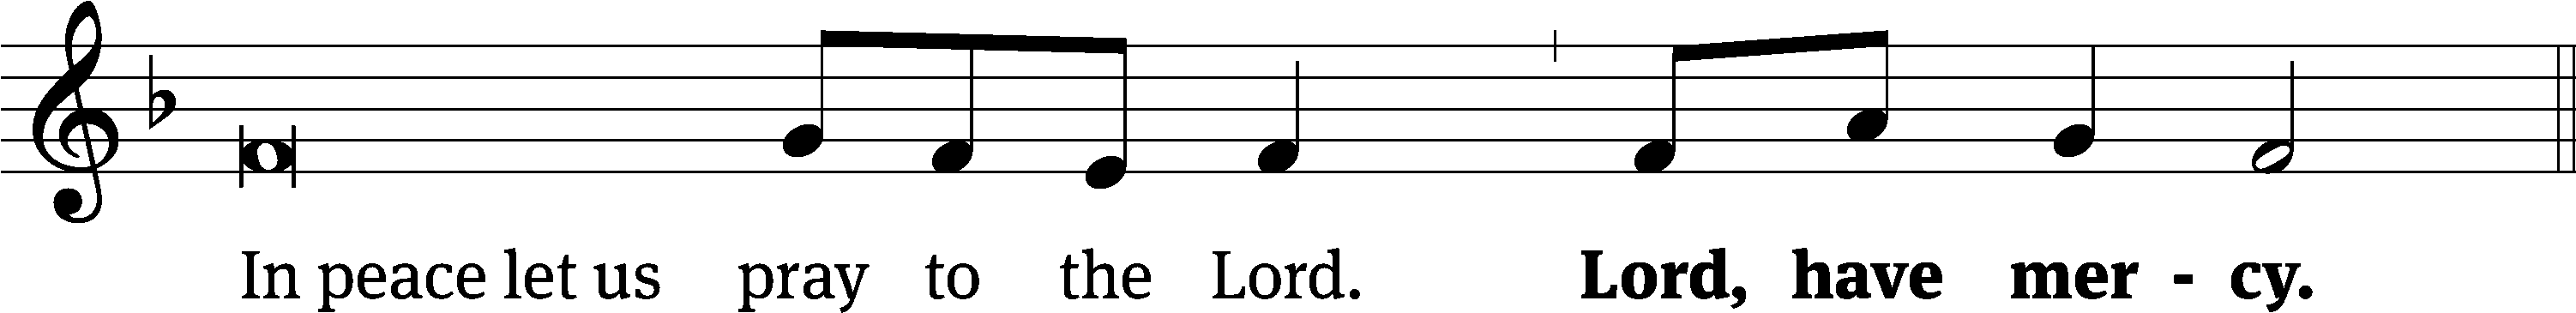 In peace let us pray to the Lord. Lord, have mer - cy.